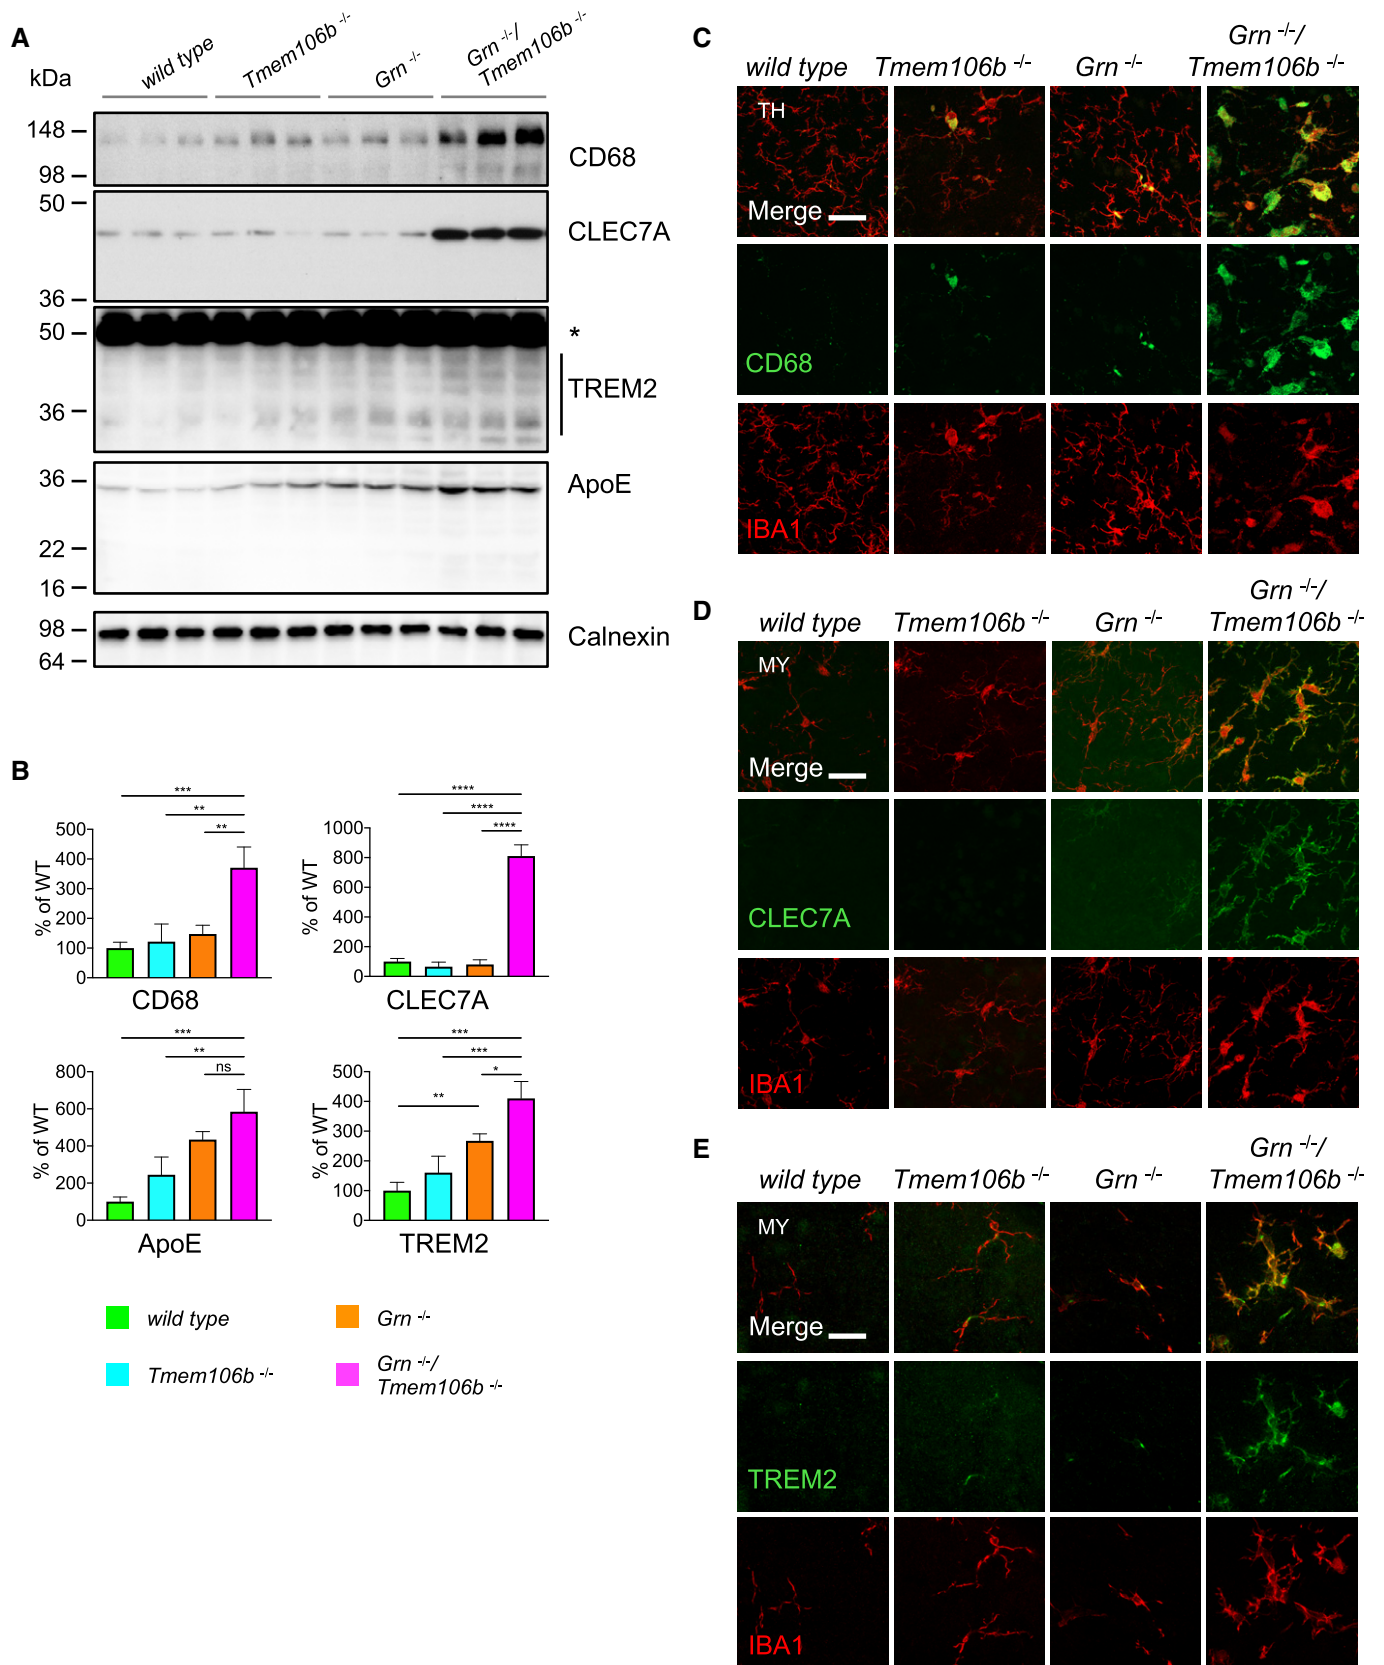 A
kDa
wild type
Tmem106b -/-
Grn -/-
Grn -/-/
Tmem106b -/-
148
98
CD68
50
36
CLEC7A
50
36
*
TREM2
36
22
16
ApoE
98
64
Calnexin
B
***
**
**
% of WT
500
400
300
200
100
0
CD68
****
****
****
% of WT
1000
800
600
400
200
0
CLEC7A
***
**
ns
% of WT
800
600
400
200
0
ApoE
***
***
*
**
% of WT
500
400
300
200
100
0
TREM2
wild type
Grn -/-
Tmem106b -/-
Grn -/-/
Tmem106b -/-
C
wild type
Tmem106b -/-
Grn -/-
Grn -/-/
Tmem106b -/-
TH
Merge
CD68
IBA1
D
wild type
Tmem106b -/-
Grn -/-
Grn -/-/
Tmem106b -/-
MY
Merge
CLEC7A
IBA1
E
wild type
Tmem106b -/-
Grn -/-
Grn -/-/
Tmem106b -/-
MY
Merge
TREM2
IBA1